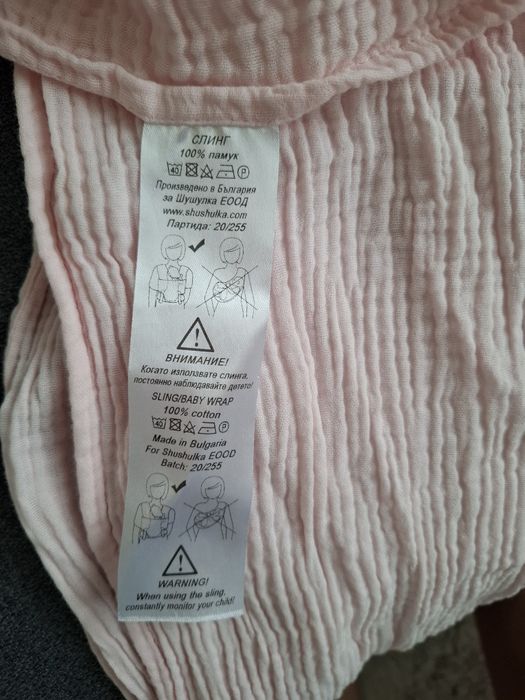 СЛИНГ
100% памук
40 P
Произведено в България
за Шушулка ЕООД
www.shushulka.com
Партида: 20/255
ВНИМАНИЕ!
Когато използвате слинга,
постоянно наблюдавайте детето!
SLING/BABY WRAP
100% cotton
40 P
Made in Bulgaria
For Shushulka EOOD
Batch: 20/255
WARNING!
When using the sling,
constantly monitor your child!